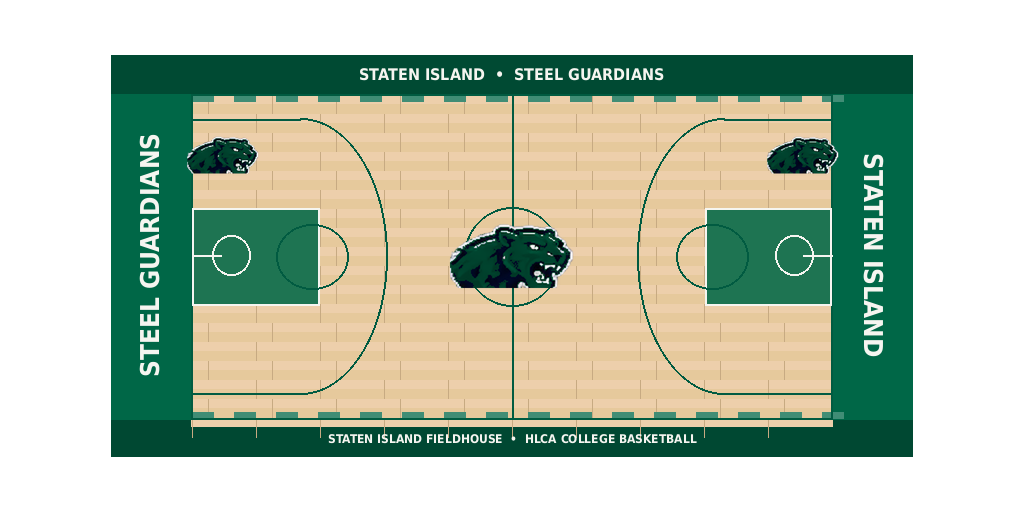 STATEN ISLAND • STEEL GUARDIANS
STEEL GUARDIANS
STATEN ISLAND
STATEN ISLAND FIELDHOUSE • HLCA COLLEGE BASKETBALL